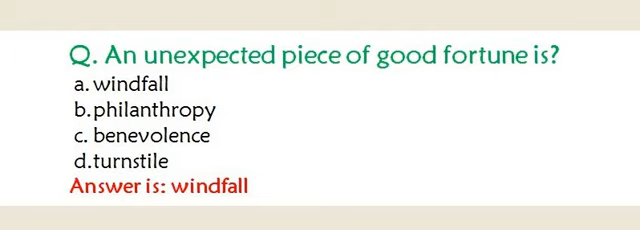 Q. An unexpected piece of good fortune is?
a. windfall
b.philanthropy
c. benevolence
d.turnstile
Answer is: windfall